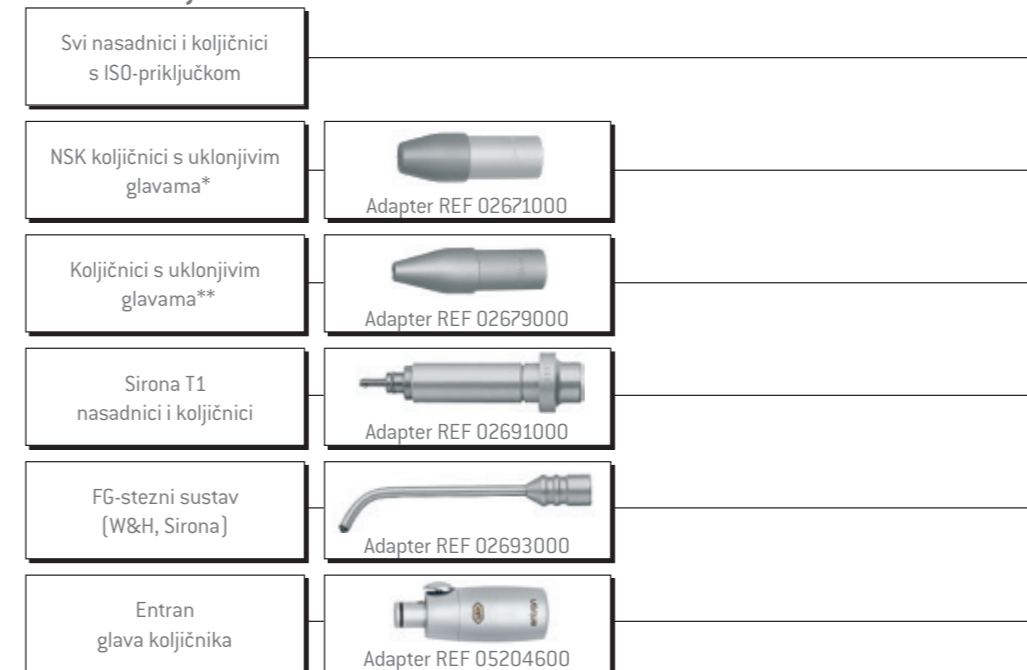 Svi nasadnici i koljičnici
s ISO-priključkom
NSK koljičnici s uklonjivim
glavama*
Adapter REF 02671000
Koljičnici s uklonjivim
glavama**
Adapter REF 02679000
Sirona T1
nasadnici i koljičnici
Adapter REF 02691000
FG-stezni sustav
(W&H, Sirona)
Adapter REF 02693000
Entran
glava koljičnika
Adapter REF 05204600